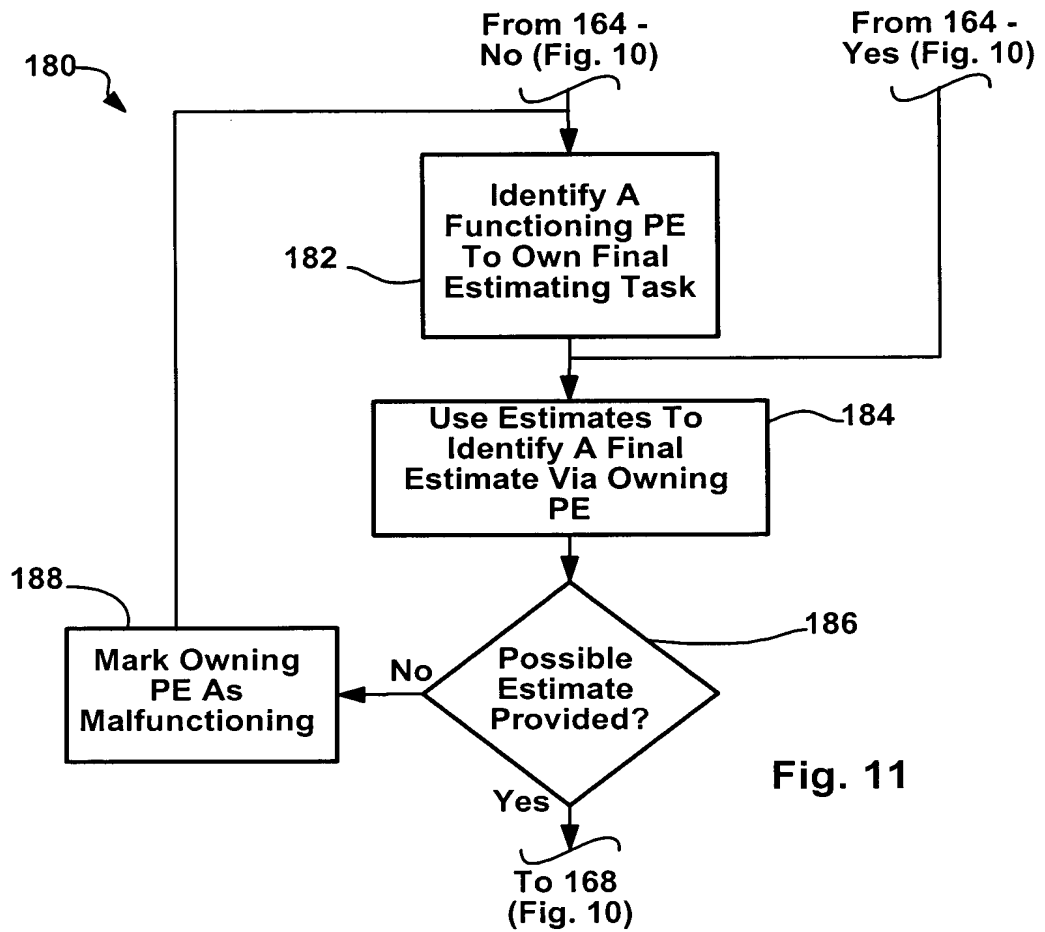 180
From 164 -
No (Fig. 10)
From 164 -
Yes (Fig. 10)
Identify A
Functioning PE
To Own Final
Estimating Task
182
Use Estimates To
Identify A Final
Estimate Via Owning
PE
184
188
Mark Owning
PE As
Malfunctioning
No
Possible
Estimate
Provided?
186
Yes
Fig. 11
To 168
(Fig. 10)